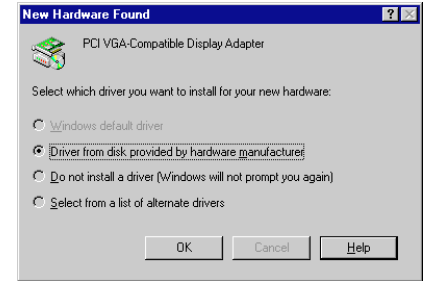 New Hardware Found
PCI VGA-Compatible Display Adapter
Select which driver you want to install for your new hardware:
Windows default driver
Driver from disk provided by hardware manufacturer
Do not install a driver (Windows will not prompt you again)
Select from a list of alternate drivers
OK Cancel Help